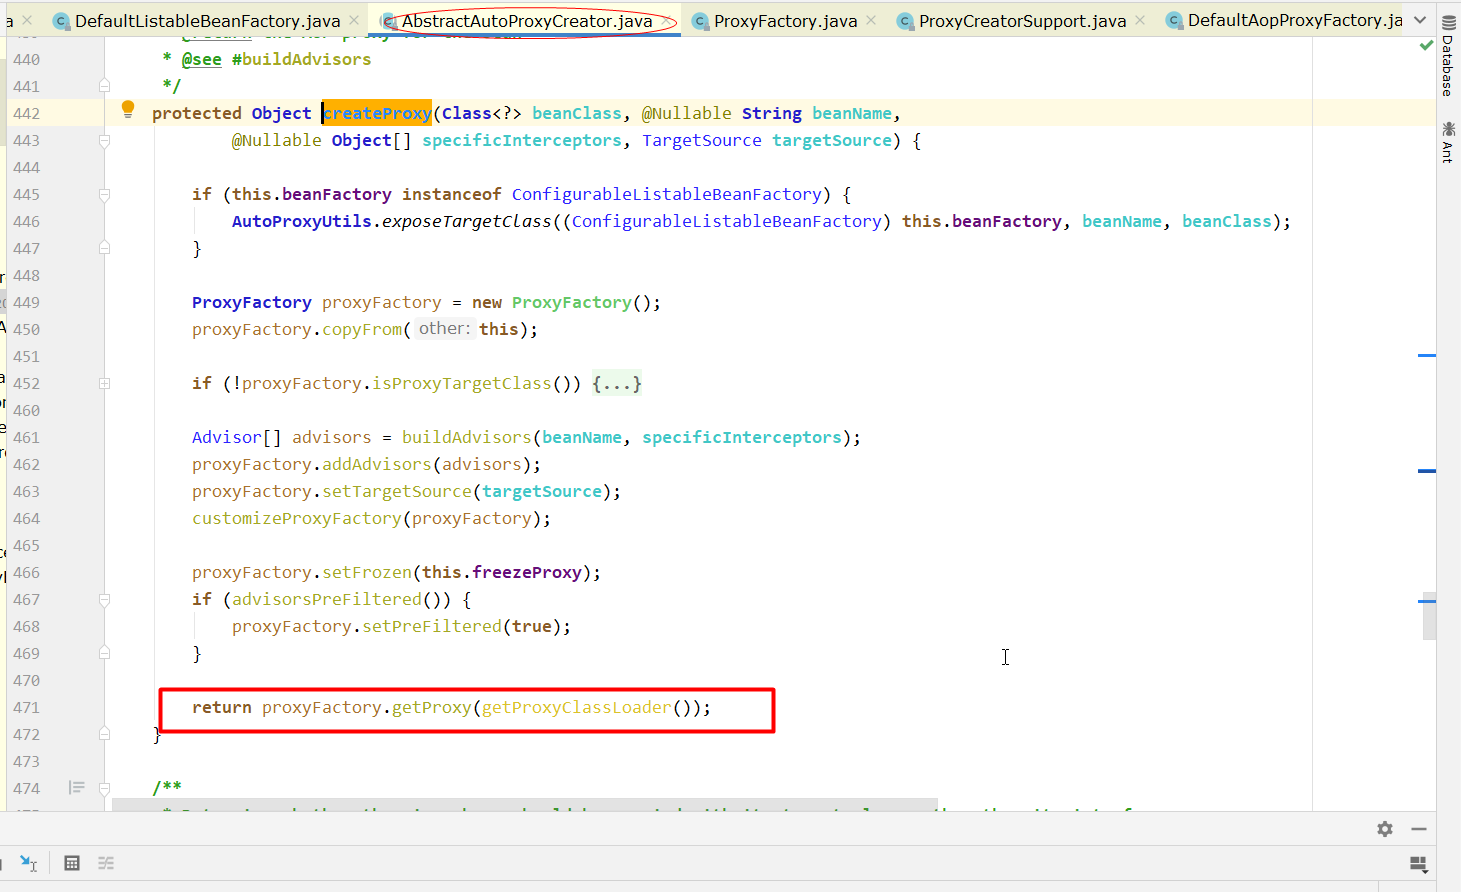 a × DefaultListableBeanFactory.java × AbstractAutoProxyCreator.java × ProxyFactory.java × ProxyCreatorSupport.java × DefaultAopProxyFactory.ja
Database
Ant
440 * @see #buildAdvisors
441 */
442 protected Object createProxy(Class<?> beanClass, @Nullable String beanName,
443 @Nullable Object[] specificInterceptors, TargetSource targetSource) {
444
445 if (this.beanFactory instanceof ConfigurableListableBeanFactory) {
446 AutoProxyUtils.exposeTargetClass((ConfigurableListableBeanFactory) this.beanFactory, beanName, beanClass);
447 }
448
449 ProxyFactory proxyFactory = new ProxyFactory();
450 proxyFactory.copyFrom( other: this);
451
452 if (!proxyFactory.isProxyTargetClass()) {...}
460
461 Advisor[] advisors = buildAdvisors(beanName, specificInterceptors);
462 proxyFactory.addAdvisors(advisors);
463 proxyFactory.setTargetSource(targetSource);
464 customizeProxyFactory(proxyFactory);
465
466 proxyFactory.setFrozen(this.freezeProxy);
467 if (advisorsPreFiltered()) {
468 proxyFactory.setPreFiltered(true);
469 }
470
471 return proxyFactory.getProxy(getProxyClassLoader());
472 }
473
474 /**